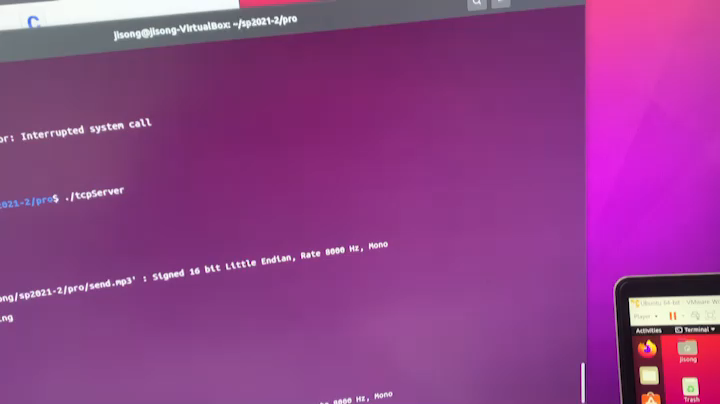 C
jisong@jisong-VirtualBox: ~/sp2021-2/pro
or: Interrupted system call
2021-2/pro$ ./tcpServer
ong/sp2021-2/pro/send.mp3' : Signed 16 bit Little Endian, Rate 8000 Hz, Mono
ing
8000 Hz, Mono
Ubuntu 64-bit - VMware W
Player
Activities
Terminal
jisong
Trash